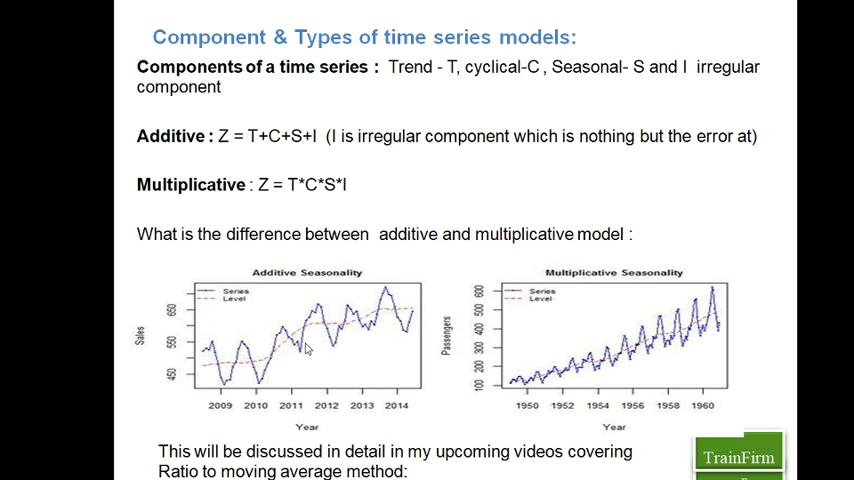 Component & Types of time series models:
Components of a time series : Trend - T, cyclical-C , Seasonal- S and I irregular
component
Additive : Z = T+C+S+I (I is irregular component which is nothing but the error at)
Multiplicative : Z = T*C*S*I
What is the difference between additive and multiplicative model :
Additive Seasonality
Series
Level
Sales
650
550
450
2009 2010 2011 2012 2013 2014
Year
Multiplicative Seasonality
Series
Level
Passengers
600
500
400
300
200
100
1950 1952 1954 1956 1958 1960
Year
This will be discussed in detail in my upcoming videos covering
Ratio to moving average method:
TrainFirm